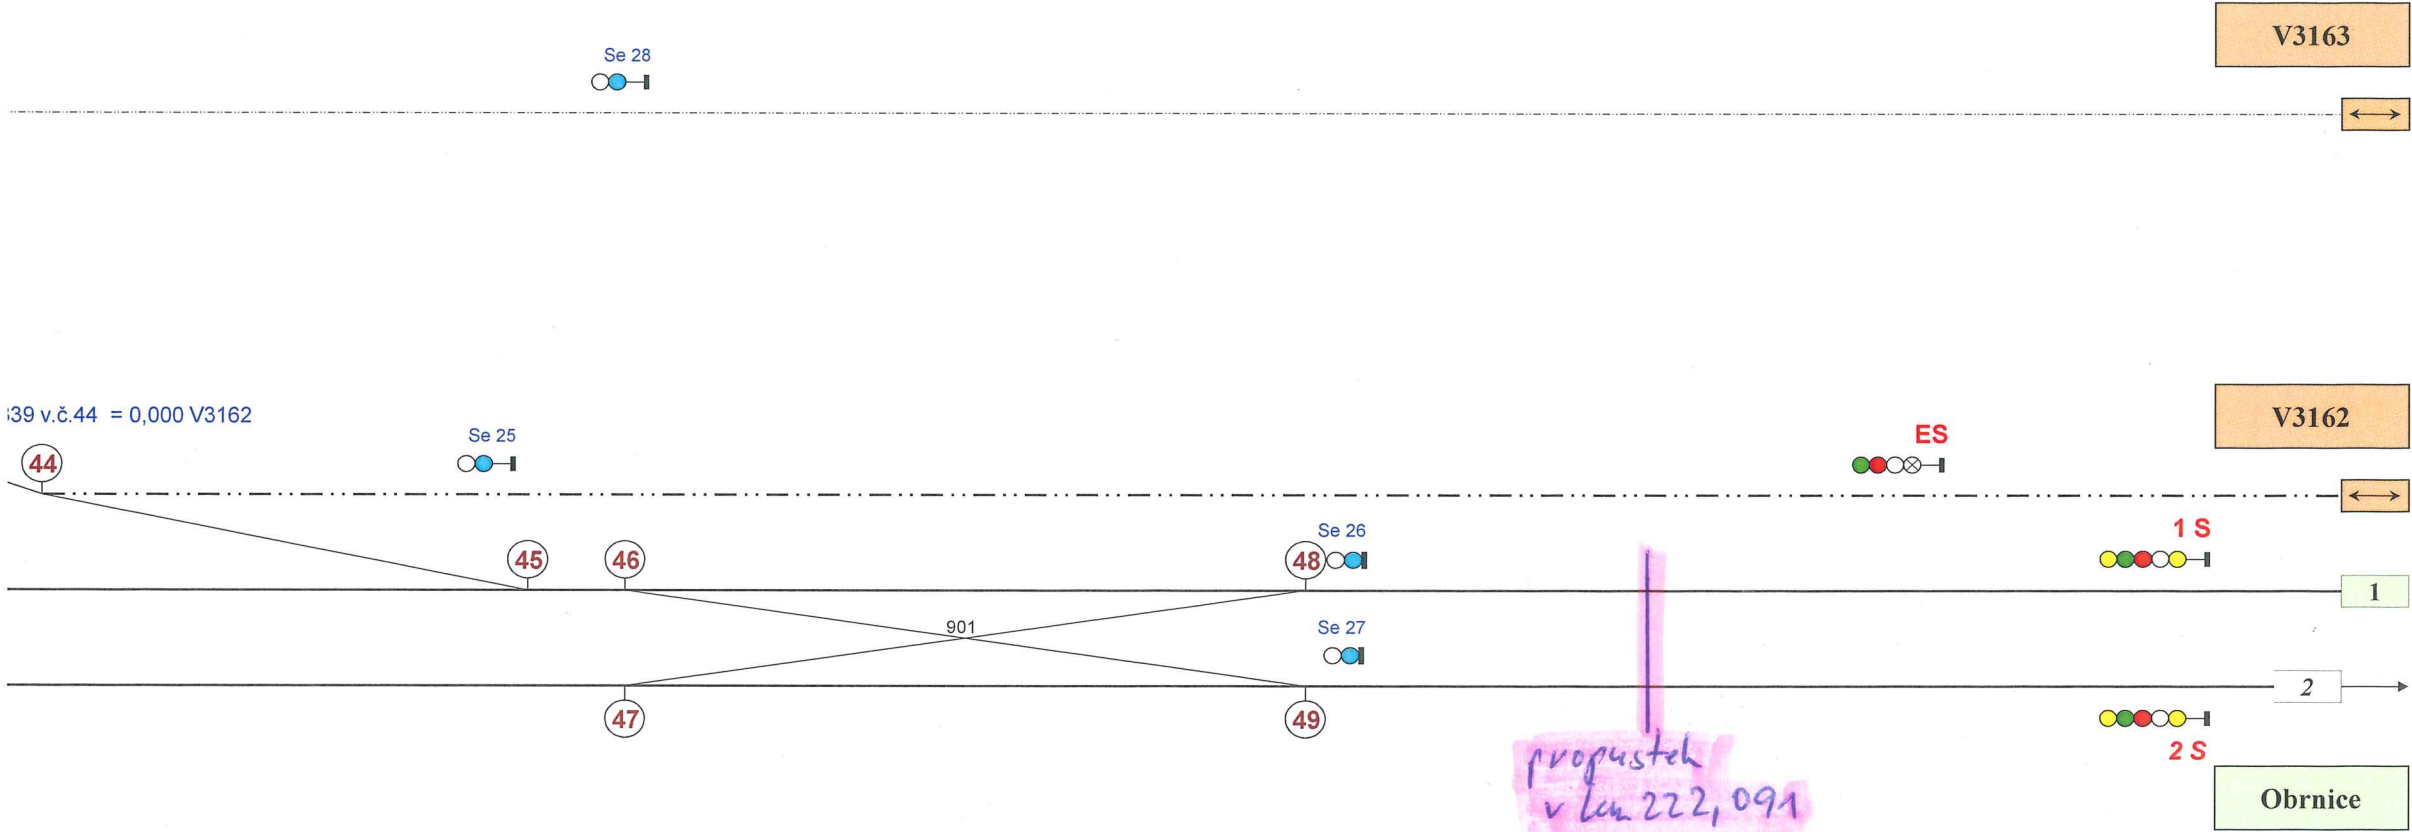 V3163
Se 28
39 v.č.44 = 0,000 V3162
V3162
44
Se 25
ES
45
46
48
Se 26
1 S
1
901
Se 27
2
47
49
2 S
propustek
v km 222,091
Obrnice